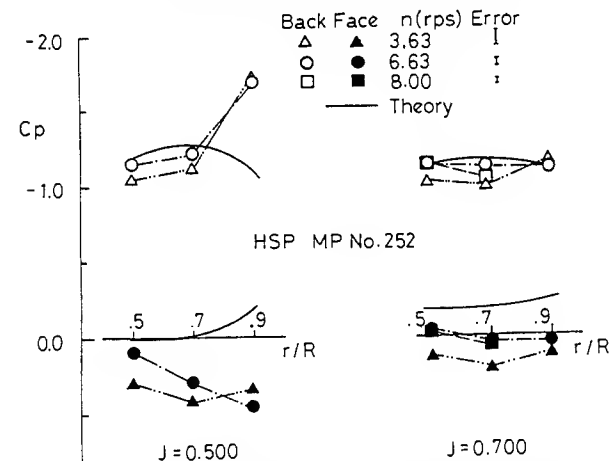 Back Face n(rps) Error
3.63
6.63
8.00
Theory
-2.0
Cp
-1.0
0.0
HSP MP No.252
.5 .7 .9
r/R
.5 .7 .9
r/R
J=0.500
J=0.700